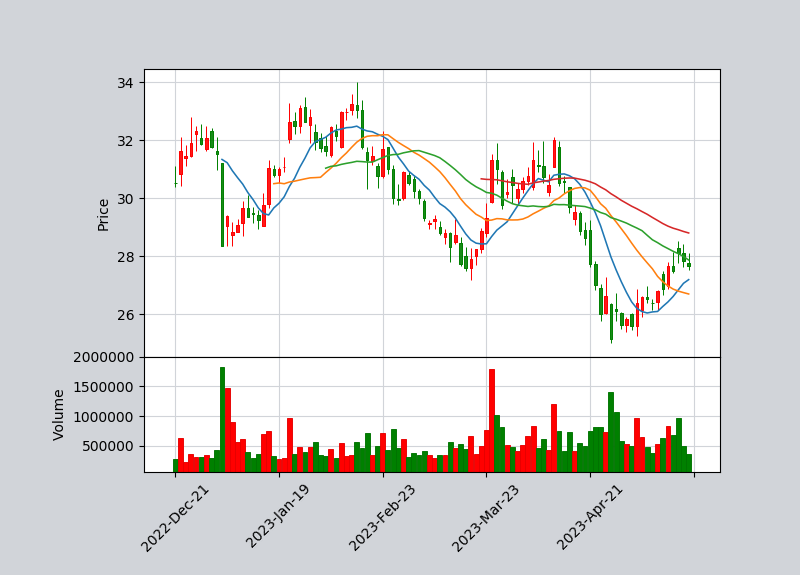 34
32
30
28
26
Price
2000000
1500000
1000000
500000
Volume
2022-Dec-21
2023-Jan-19
2023-Feb-23
2023-Mar-23
2023-Apr-21